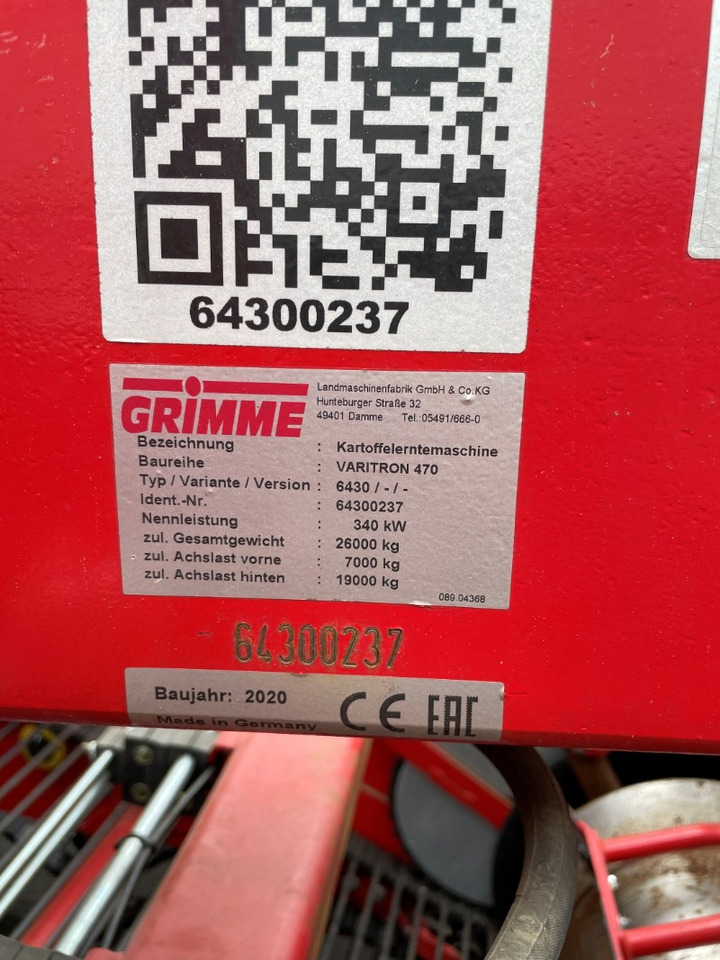 64300237
GRIMME
Landmaschinenfabrik GmbH & Co.KG
Hunteburger Straße 32
49401 Damme Tel.:05491/666-0
Bezeichnung : Kartoffelerntemaschine
Baureihe : VARITRON 470
Typ / Variante / Version : 6430 / - / -
Ident.-Nr. : 64300237
Nennleistung : 340 kW
zul. Gesamtgewicht : 26000 kg
zul. Achslast vorne : 7000 kg
zul. Achslast hinten : 19000 kg
089.04368
64300237
Baujahr: 2020
Made in Germany
CE EAC